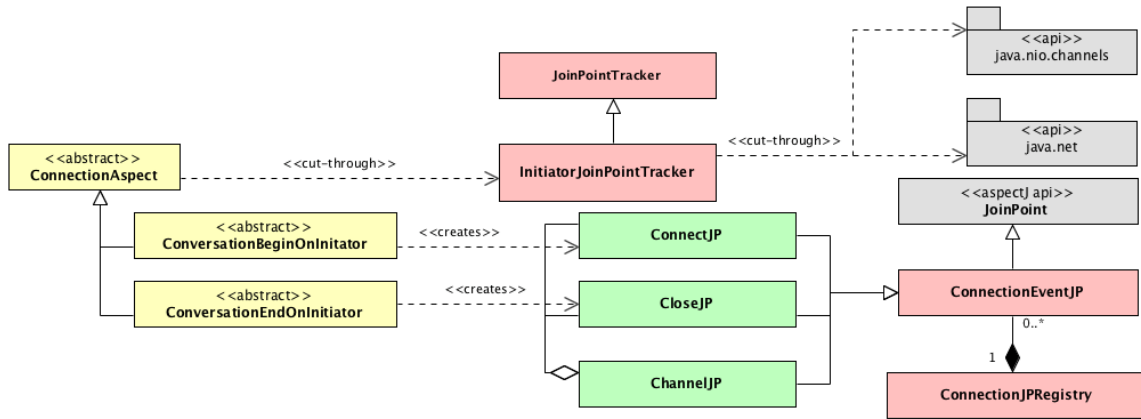 <<api>>
java.nio.channels
JoinPointTracker
<<cut-through>>
<<api>>
java.net
<<abstract>>
ConnectionAspect
<<cut-through>>
InitiatorJoinPointTracker
<<aspectJ api>>
JoinPoint
<<abstract>>
ConversationBeginOnInitator
<<creates>>
ConnectJP
<<abstract>>
ConversationEndOnInitiator
<<creates>>
CloseJP
ConnectionEventJP
0..*
1
ChannelJP
ConnectionJPRegistry